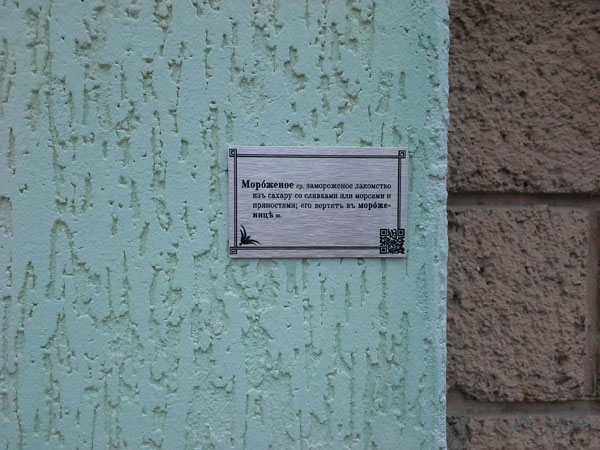 Моро́женое ср. замороженое лакомство
изъ сахару со сливками или морсами и
пряностями; его вертятъ въ моро́же-
ницѣ ж.